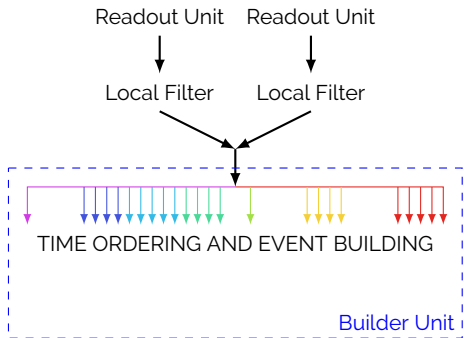 Readout Unit Readout Unit
Local Filter Local Filter
TIME ORDERING AND EVENT BUILDING
Builder Unit